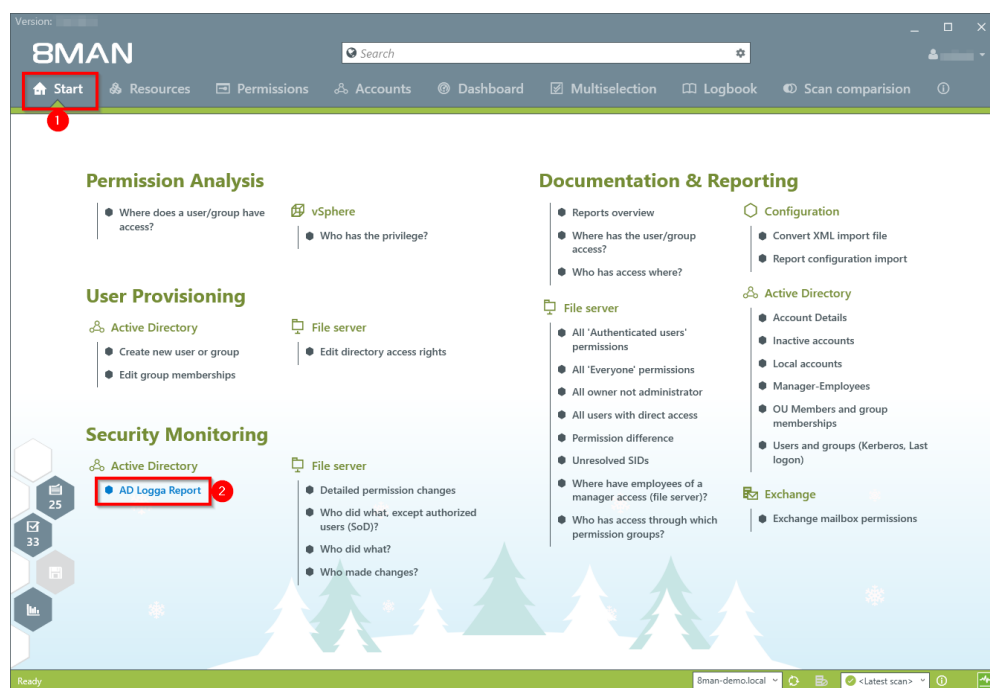 Version:
8MAN
Search
Start
Resources
Permissions
Accounts
Dashboard
Multiselection
Logbook
Scan comparision
1
Permission Analysis
Where does a user/group have
access?
vSphere
Who has the privilege?
User Provisioning
Active Directory
Create new user or group
Edit group memberships
File server
Edit directory access rights
Security Monitoring
Active Directory
AD Logga Report
2
File server
Detailed permission changes
Who did what, except authorized
users (SoD)?
Who did what?
Who made changes?
Documentation & Reporting
Reports overview
Where has the user/group
access?
Who has access where?
File server
All 'Authenticated users'
permissions
All 'Everyone' permissions
All owner not administrator
All users with direct access
Permission difference
Unresolved SIDs
Where have employees of a
manager access (file server)?
Who has access through which
permission groups?
Configuration
Convert XML import file
Report configuration import
Active Directory
Account Details
Inactive accounts
Local accounts
Manager-Employees
OU Members and group
memberships
Users and groups (Kerberos, Last
logon)
Exchange
Exchange mailbox permissions
25
33
Ready
8man-demo.local
<Latest scan>